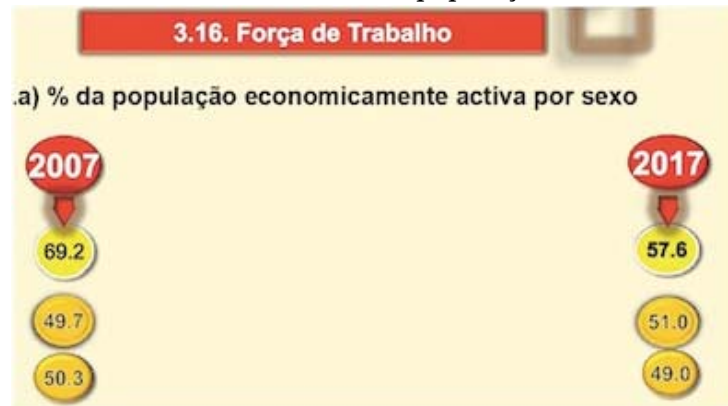 3.16. Força de Trabalho
.a) % da população economicamente activa por sexo
2007 2017
69.2 57.6
49.7 51.0
50.3 49.0